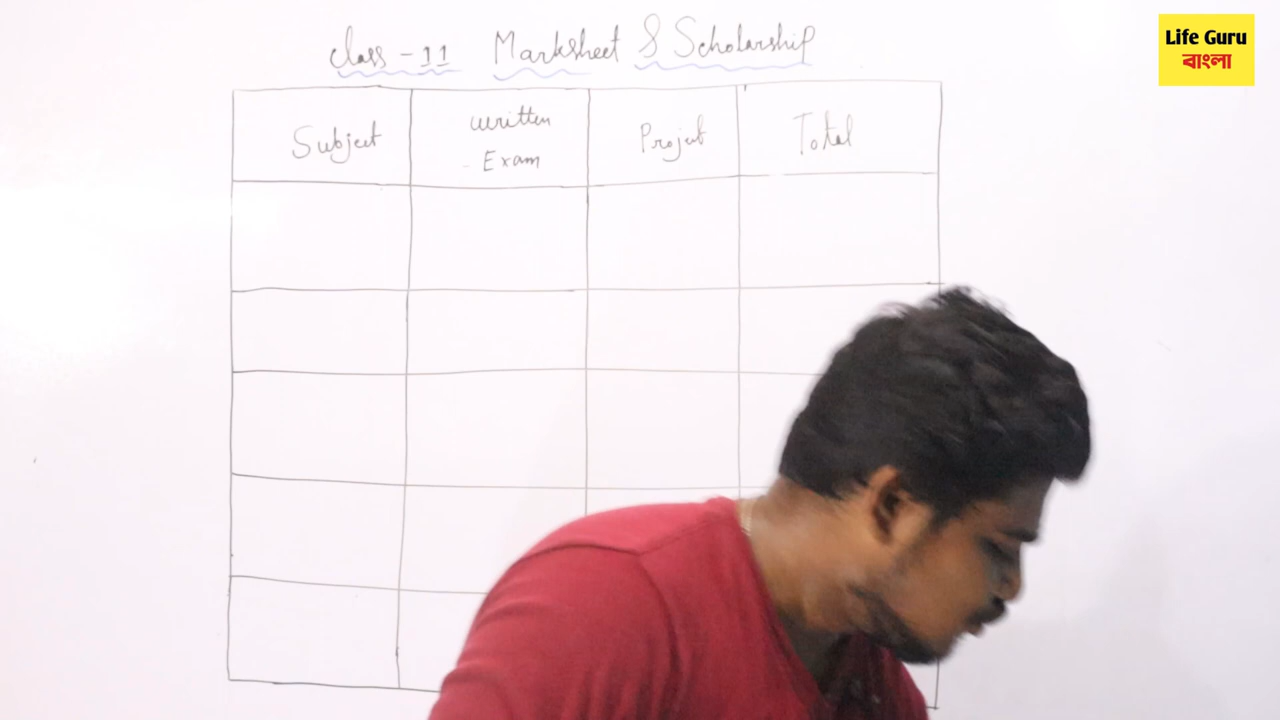 Class - 11 Marksheet & Scholarship
Life Guru
বাংলা
Subject
written
- Exam
Project
Total